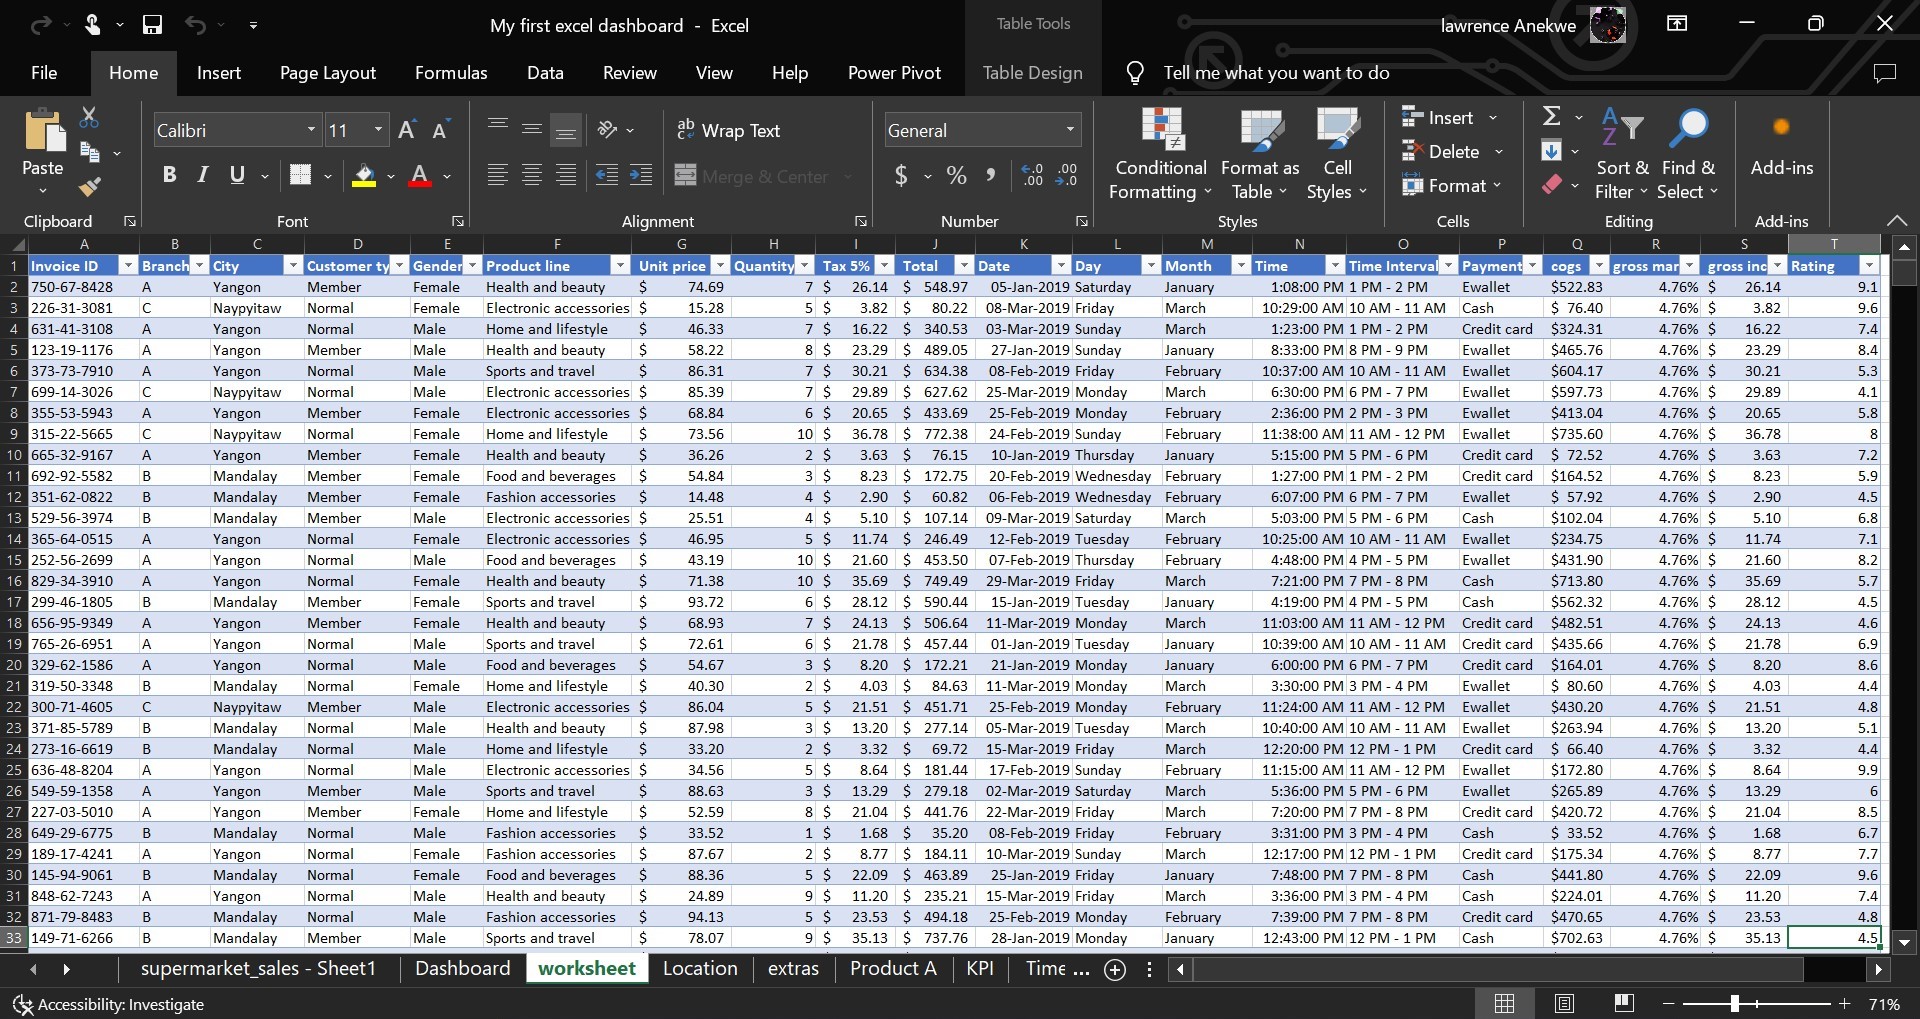 My first excel dashboard - Excel
Table Tools
lawrence Anekwe
File Home Insert Page Layout Formulas Data Review View Help Power Pivot Table Design Tell me what you want to do
Calibri 11 ab Wrap Text General Insert Σ
Paste B I U A $ % Conditional Formatting Format as Table Cell Styles Delete Sort & Filter Find & Select Add-ins
Merge & Center Format
Clipboard Font Alignment Number Styles Cells Editing Add-ins
A B C D E F G H I J K L M N O P Q R S T
1 Invoice ID Branch City Customer ty Gender Product line Unit price Quantity Tax 5% Total Date Day Month Time Time Interval Payment cogs gross mar gross inc Rating
2 750-67-8428 A Yangon Member Female Health and beauty $ 74.69 7 $ 26.14 $ 548.97 05-Jan-2019 Saturday January 1:08:00 PM 1 PM - 2 PM Ewallet $522.83 4.76% $ 26.14 9.1
3 226-31-3081 C Naypyitaw Normal Female Electronic accessories $ 15.28 5 $ 3.82 $ 80.22 08-Mar-2019 Friday March 10:29:00 AM 10 AM - 11 AM Cash $ 76.40 4.76% $ 3.82 9.6
4 631-41-3108 A Yangon Normal Male Home and lifestyle $ 46.33 7 $ 16.22 $ 340.53 03-Mar-2019 Sunday March 1:23:00 PM 1 PM - 2 PM Credit card $324.31 4.76% $ 16.22 7.4
5 123-19-1176 A Yangon Member Male Health and beauty $ 58.22 8 $ 23.29 $ 489.05 27-Jan-2019 Sunday January 8:33:00 PM 8 PM - 9 PM Ewallet $465.76 4.76% $ 23.29 8.4
6 373-73-7910 A Yangon Normal Male Sports and travel $ 86.31 7 $ 30.21 $ 634.38 08-Feb-2019 Friday February 10:37:00 AM 10 AM - 11 AM Ewallet $604.17 4.76% $ 30.21 5.3
7 699-14-3026 C Naypyitaw Normal Male Electronic accessories $ 85.39 7 $ 29.89 $ 627.62 25-Mar-2019 Monday March 6:30:00 PM 6 PM - 7 PM Ewallet $597.73 4.76% $ 29.89 4.1
8 355-53-5943 A Yangon Member Female Electronic accessories $ 68.84 6 $ 20.65 $ 433.69 25-Feb-2019 Monday February 2:36:00 PM 2 PM - 3 PM Ewallet $413.04 4.76% $ 20.65 5.8
9 315-22-5665 C Naypyitaw Normal Female Home and lifestyle $ 73.56 10 $ 36.78 $ 772.38 24-Feb-2019 Sunday February 11:38:00 AM 11 AM - 12 PM Ewallet $735.60 4.76% $ 36.78 8
10 665-32-9167 A Yangon Member Female Health and beauty $ 36.26 2 $ 3.63 $ 76.15 10-Jan-2019 Thursday January 5:15:00 PM 5 PM - 6 PM Credit card $ 72.52 4.76% $ 3.63 7.2
11 692-92-5582 B Mandalay Member Female Food and beverages $ 54.84 3 $ 8.23 $ 172.75 20-Feb-2019 Wednesday February 1:27:00 PM 1 PM - 2 PM Credit card $164.52 4.76% $ 8.23 5.9
12 351-62-0822 B Mandalay Member Female Fashion accessories $ 14.48 4 $ 2.90 $ 60.82 06-Feb-2019 Wednesday February 6:07:00 PM 6 PM - 7 PM Ewallet $ 57.92 4.76% $ 2.90 4.5
13 529-56-3974 B Mandalay Member Male Electronic accessories $ 25.51 4 $ 5.10 $ 107.14 09-Mar-2019 Saturday March 5:03:00 PM 5 PM - 6 PM Cash $102.04 4.76% $ 5.10 6.8
14 365-64-0515 A Yangon Normal Female Electronic accessories $ 46.95 5 $ 11.74 $ 246.49 12-Feb-2019 Tuesday February 10:25:00 AM 10 AM - 11 AM Ewallet $234.75 4.76% $ 11.74 7.1
15 252-56-2699 A Yangon Normal Male Food and beverages $ 43.19 10 $ 21.60 $ 453.50 07-Feb-2019 Thursday February 4:48:00 PM 4 PM - 5 PM Ewallet $431.90 4.76% $ 21.60 8.2
16 829-34-3910 A Yangon Normal Female Health and beauty $ 71.38 10 $ 35.69 $ 749.49 29-Mar-2019 Friday March 7:21:00 PM 7 PM - 8 PM Cash $713.80 4.76% $ 35.69 5.7
17 299-46-1805 B Mandalay Member Female Sports and travel $ 93.72 6 $ 28.12 $ 590.44 15-Jan-2019 Tuesday January 4:19:00 PM 4 PM - 5 PM Cash $562.32 4.76% $ 28.12 4.5
18 656-95-9349 A Yangon Member Female Health and beauty $ 68.93 7 $ 24.13 $ 506.64 11-Mar-2019 Monday March 11:03:00 AM 11 AM - 12 PM Credit card $482.51 4.76% $ 24.13 4.6
19 765-26-6951 A Yangon Normal Male Sports and travel $ 72.61 6 $ 21.78 $ 457.44 01-Jan-2019 Tuesday January 10:39:00 AM 10 AM - 11 AM Credit card $435.66 4.76% $ 21.78 6.9
20 329-62-1586 A Yangon Normal Male Food and beverages $ 54.67 3 $ 8.20 $ 172.21 21-Jan-2019 Monday January 6:00:00 PM 6 PM - 7 PM Credit card $164.01 4.76% $ 8.20 8.6
21 319-50-3348 B Mandalay Normal Female Home and lifestyle $ 40.30 2 $ 4.03 $ 84.63 11-Mar-2019 Monday March 3:30:00 PM 3 PM - 4 PM Ewallet $ 80.60 4.76% $ 4.03 4.4
22 300-71-4605 C Naypyitaw Member Male Electronic accessories $ 86.04 5 $ 21.51 $ 451.71 25-Feb-2019 Monday February 11:24:00 AM 11 AM - 12 PM Ewallet $430.20 4.76% $ 21.51 4.8
23 371-85-5789 B Mandalay Normal Male Health and beauty $ 87.98 3 $ 13.20 $ 277.14 05-Mar-2019 Tuesday March 10:40:00 AM 10 AM - 11 AM Ewallet $263.94 4.76% $ 13.20 5.1
24 273-16-6619 B Mandalay Normal Male Home and lifestyle $ 33.20 2 $ 3.32 $ 69.72 15-Mar-2019 Friday March 12:20:00 PM 12 PM - 1 PM Credit card $ 66.40 4.76% $ 3.32 4.4
25 636-48-8204 A Yangon Normal Male Electronic accessories $ 34.56 5 $ 8.64 $ 181.44 17-Feb-2019 Sunday February 11:15:00 AM 11 AM - 12 PM Ewallet $172.80 4.76% $ 8.64 9.9
26 549-59-1358 A Yangon Member Male Sports and travel $ 88.63 3 $ 13.29 $ 279.18 02-Mar-2019 Saturday March 5:36:00 PM 5 PM - 6 PM Ewallet $265.89 4.76% $ 13.29 6
27 227-03-5010 A Yangon Member Female Home and lifestyle $ 52.59 8 $ 21.04 $ 441.76 22-Mar-2019 Friday March 7:20:00 PM 7 PM - 8 PM Credit card $420.72 4.76% $ 21.04 8.5
28 649-29-6775 B Mandalay Normal Male Fashion accessories $ 33.52 1 $ 1.68 $ 35.20 08-Feb-2019 Friday February 3:31:00 PM 3 PM - 4 PM Cash $ 33.52 4.76% $ 1.68 6.7
29 189-17-4241 A Yangon Normal Female Fashion accessories $ 87.67 2 $ 8.77 $ 184.11 10-Mar-2019 Sunday March 12:17:00 PM 12 PM - 1 PM Credit card $175.34 4.76% $ 8.77 7.7
30 145-94-9061 B Mandalay Normal Female Food and beverages $ 88.36 5 $ 22.09 $ 463.89 25-Jan-2019 Friday January 7:48:00 PM 7 PM - 8 PM Cash $441.80 4.76% $ 22.09 9.6
31 848-62-7243 A Yangon Normal Male Health and beauty $ 24.89 9 $ 11.20 $ 235.21 15-Mar-2019 Friday March 3:36:00 PM 3 PM - 4 PM Cash $224.01 4.76% $ 11.20 7.4
32 871-79-8483 B Mandalay Normal Male Fashion accessories $ 94.13 5 $ 23.53 $ 494.18 25-Feb-2019 Monday February 7:39:00 PM 7 PM - 8 PM Credit card $470.65 4.76% $ 23.53 4.8
33 149-71-6266 B Mandalay Member Male Sports and travel $ 78.07 9 $ 35.13 $ 737.76 28-Jan-2019 Monday January 12:43:00 PM 12 PM - 1 PM Cash $702.63 4.76% $ 35.13 4.5
supermarket_sales - Sheet1 Dashboard worksheet Location extras Product A KPI Time ...
Accessibility: Investigate 71%